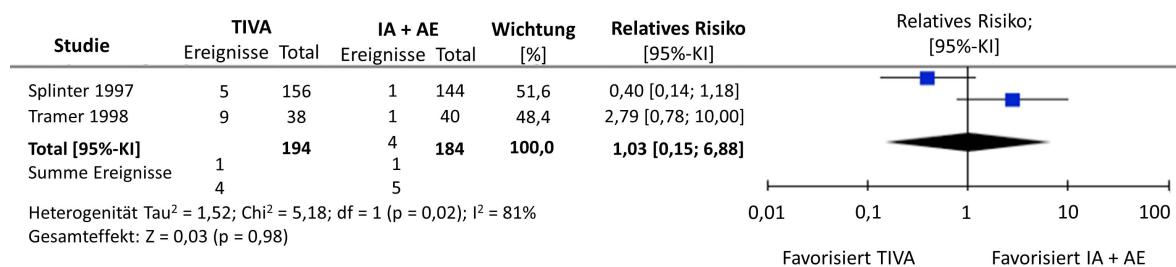 TIVA IA + AE Wichtung Relatives Risiko Relatives Risiko;
Studie Ereignisse Total Ereignisse Total [%] [95%-KI] [95%-KI]
Splinter 1997 5 156 1 144 51,6 0,40 [0,14; 1,18]
Tramer 1998 9 38 1 40 48,4 2,79 [0,78; 10,00]
4
Total [95%-KI] 194 184 100,0 1,03 [0,15; 6,88]
1 1
Summe Ereignisse
4 5
Heterogenität Tau² = 1,52; Chi² = 5,18; df = 1 (p = 0,02); I² = 81%
0,01 0,1 1 10 100
Gesamteffekt: Z = 0,03 (p = 0,98)
Favorisiert TIVA Favorisiert IA + AE